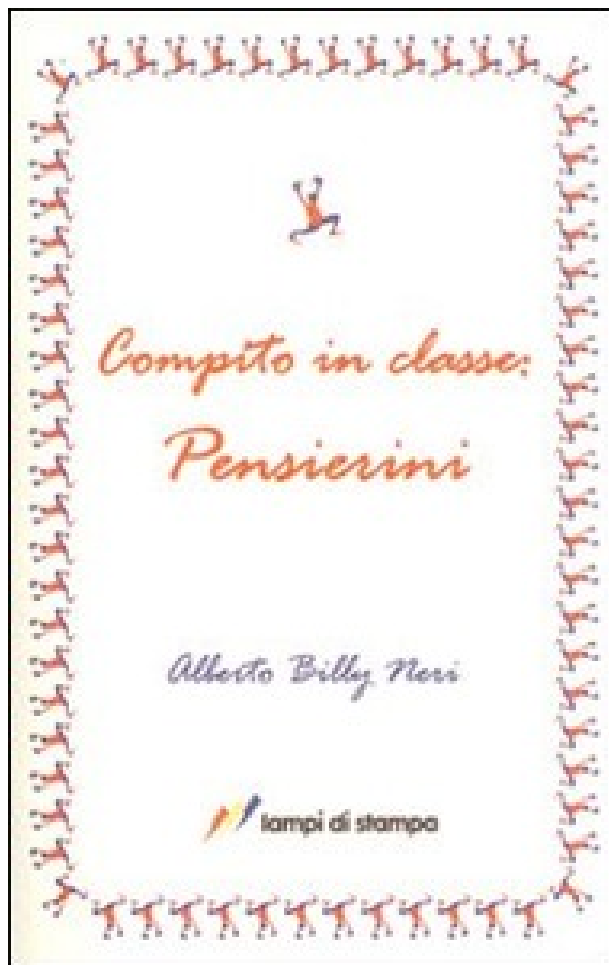 Compito in classe:
Pensierini
Alberto Billy Neri
lampi di stampa